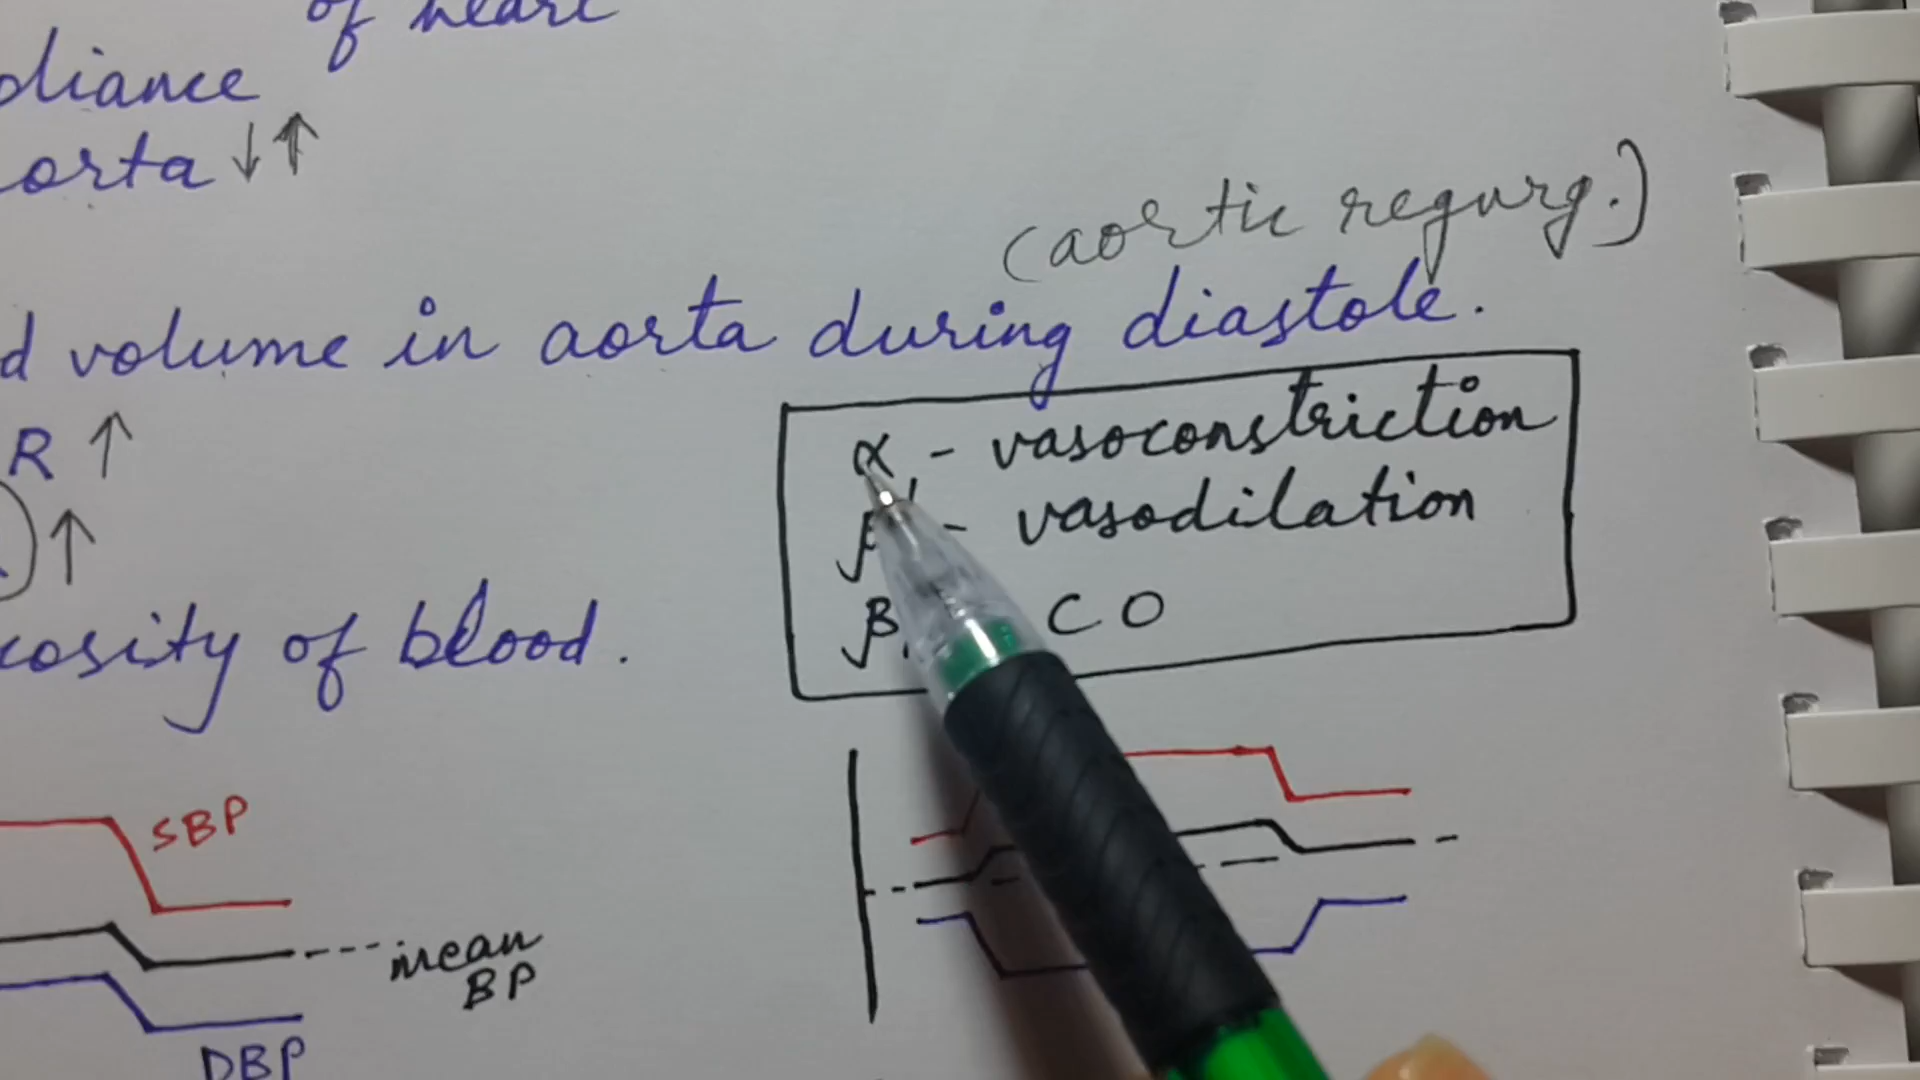 of heart
diance
orta ↓↑
(aortic regurg.)
d volume in aorta during diastole.
R ↑
↑
α - vasoconstriction
β - vasodilation
β CO
cosity of blood.
SBP
mean
BP
DBP